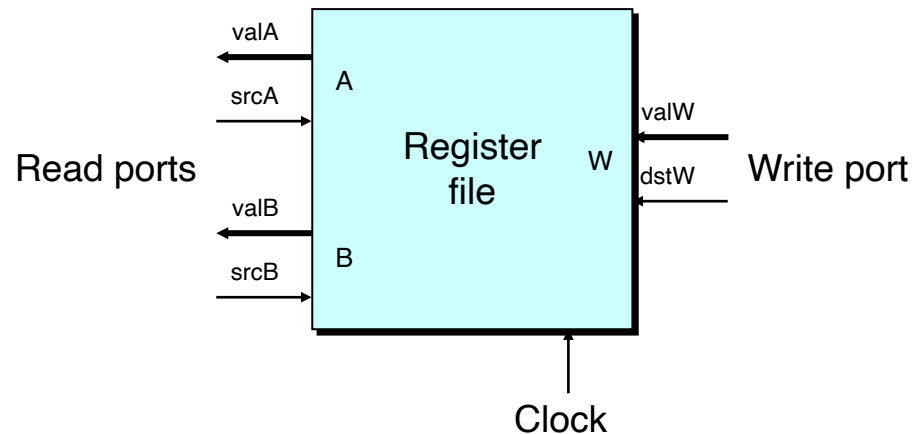 valA
A
srcA
valW
Read ports
Register
file
W
dstW
Write port
valB
B
srcB
Clock